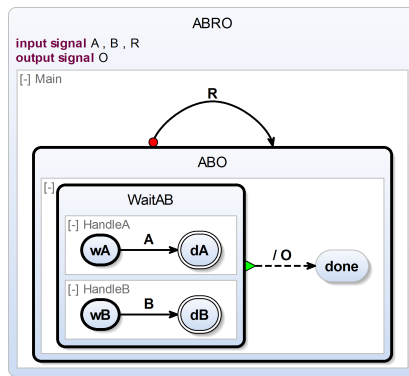 ABRO
input signal A , B , R
output signal O
[-] Main
R
ABO
[-]
WaitAB
[-] HandleA
wA A dA
/ O
done
[-] HandleB
wB B dB